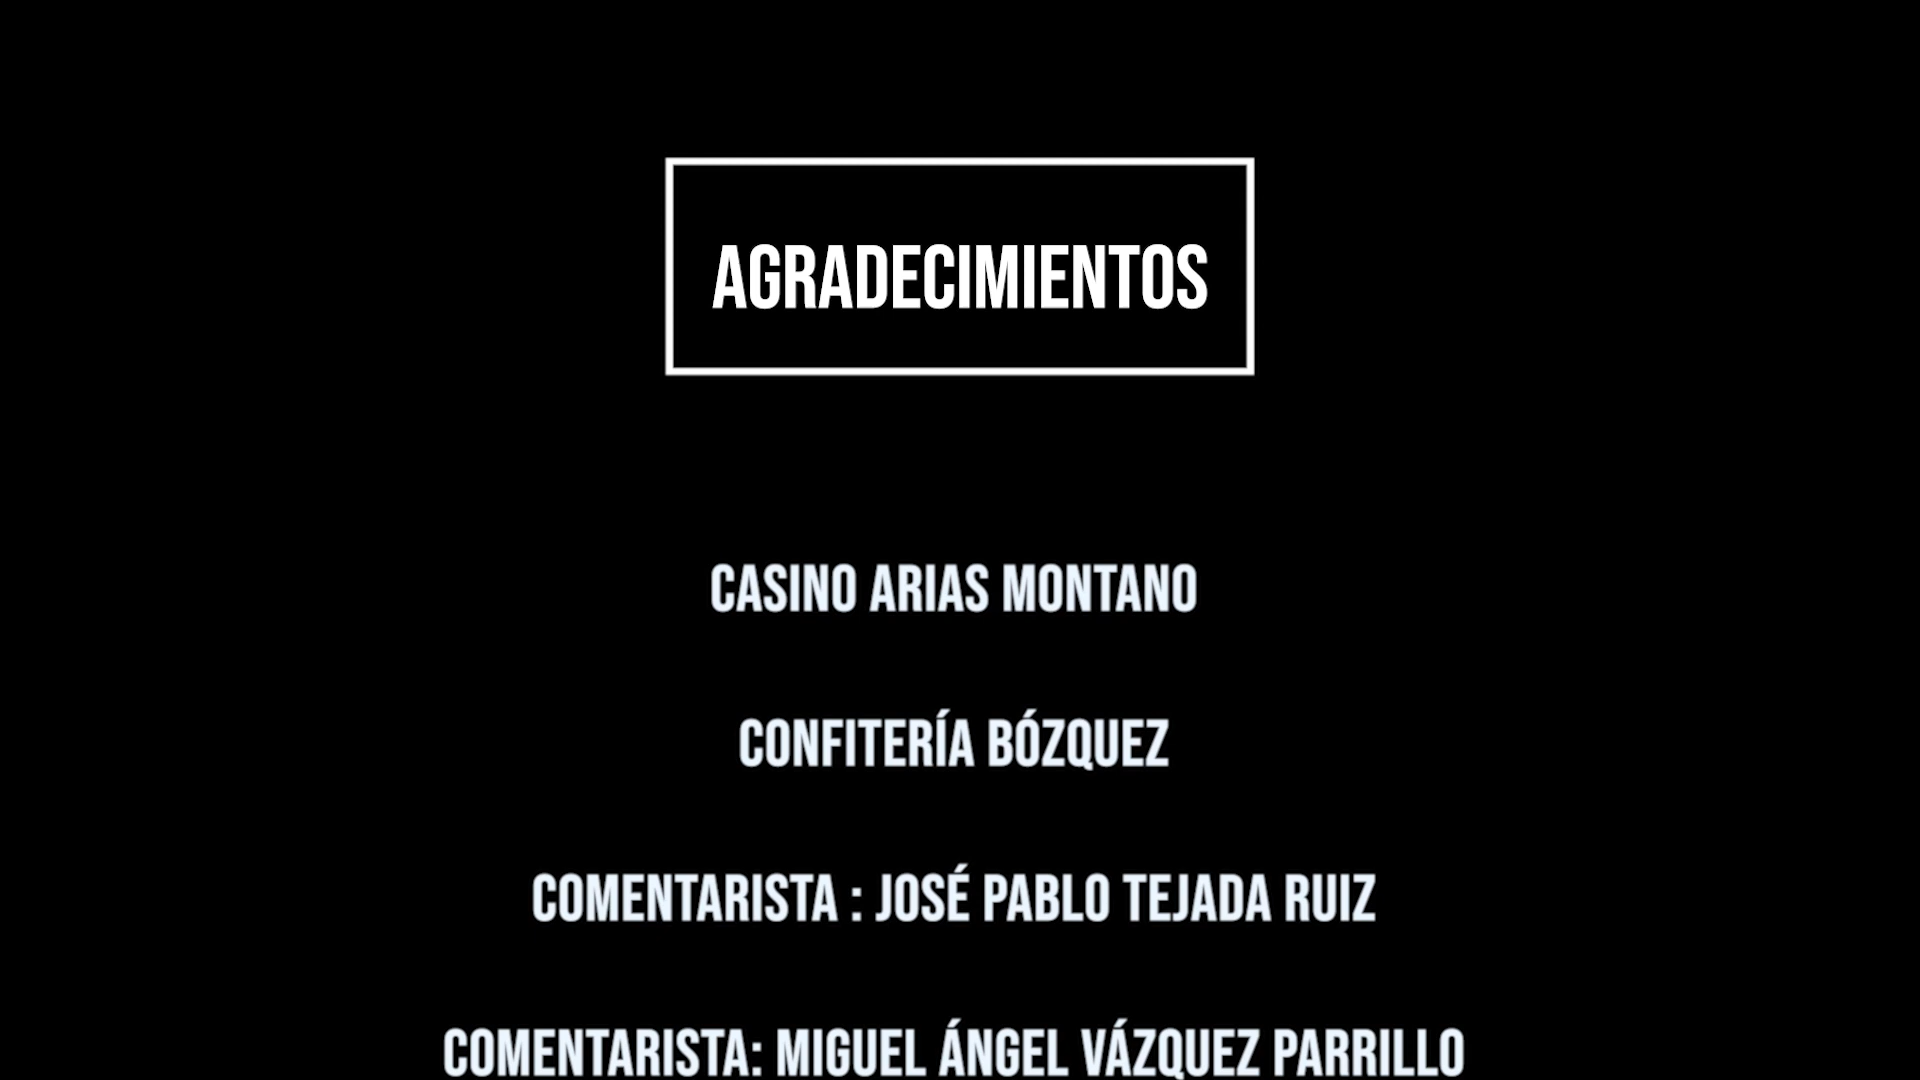 AGRADECIMIENTOS
CASINO ARIAS MONTANO
CONFITERÍA BÓZQUEZ
COMENTARISTA : JOSÉ PABLO TEJADA RUIZ
COMENTARISTA: MIGUEL ÁNGEL VÁZQUEZ PARRILLO